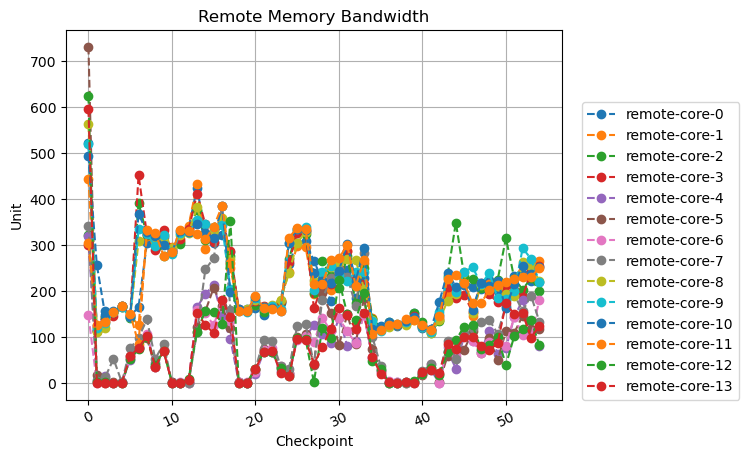 Remote Memory Bandwidth
Unit
700
600
500
400
300
200
100
0
0
10
20
30
40
50
Checkpoint
remote-core-0
remote-core-1
remote-core-2
remote-core-3
remote-core-4
remote-core-5
remote-core-6
remote-core-7
remote-core-8
remote-core-9
remote-core-10
remote-core-11
remote-core-12
remote-core-13